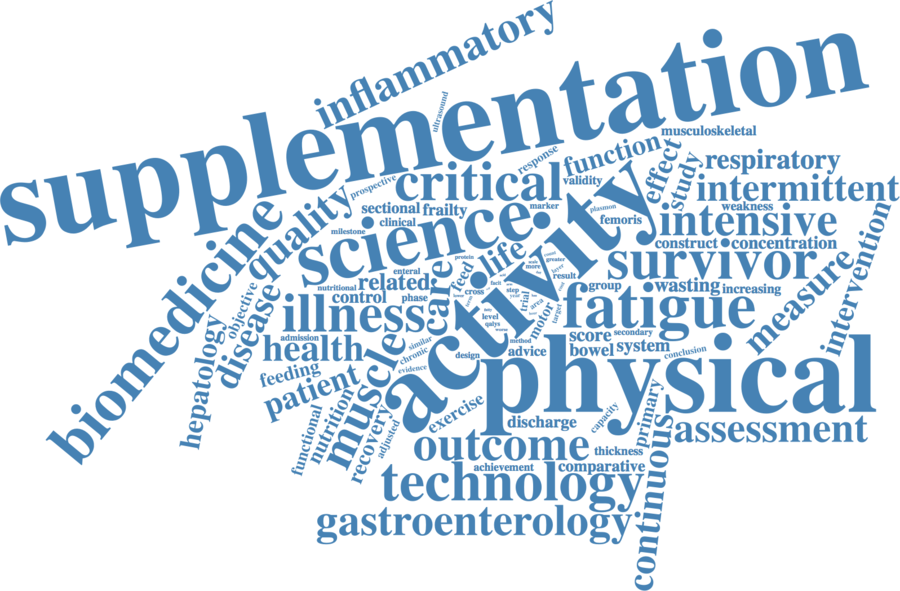 inflammatory
supplementation
ultrasound
musculoskeletal
response
function
effect
study
respiratory
prospective
critical
validity
intermittent
biomedicine
quality
sectional
frailty
marker
plasmon
femoris
weakness
clinical
milestone
science
activity
intensive
construct
concentration
life
protein
enteral
feed
related
nutritional
control
phase
cross
more
greater
result
survivor
group
wasting
increasing
measure
intervention
objective
disease
hepatology
illness
care
level
qalys
step
trial
area
motor
target
fatigue
admission
health
similar
chronic
evidence
method
design
advice
score
secondary
bowel
system
conclusion
feeding
patient
muscle
physical
functional
nutrition
recovery
adjusted
exercise
discharge
capacity
primary
assessment
outcome
thickness
achievement
comparative
technology
continuous
gastroenterology